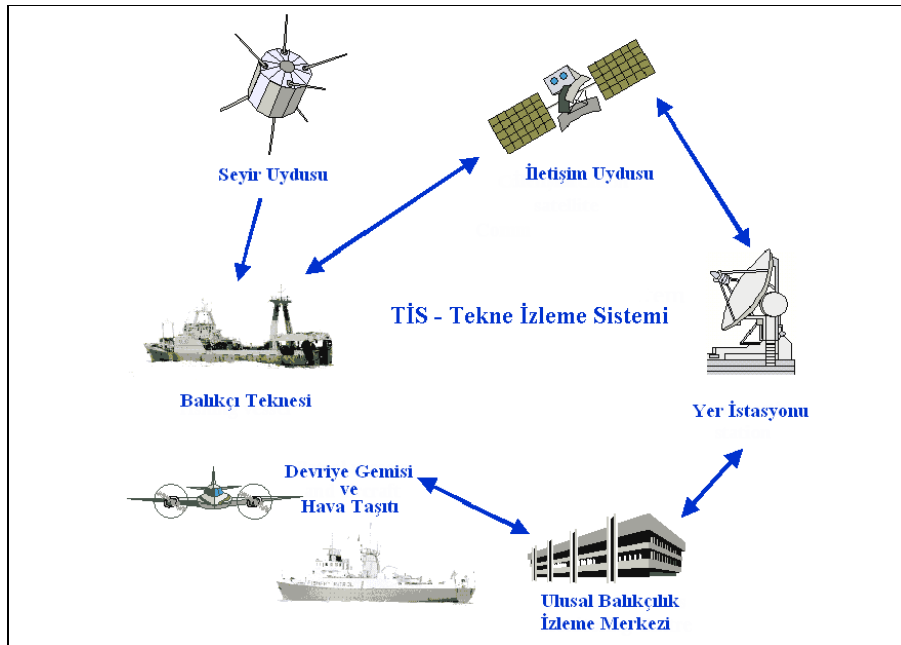 Seyir Uydusu
İletişim Uydusu
TİS - Tekne İzleme Sistemi
Balıkçı Teknesi
Yer İstasyonu
Devriye Gemisi
ve
Hava Taşıtı
Ulusal Balıkçılık
İzleme Merkezi